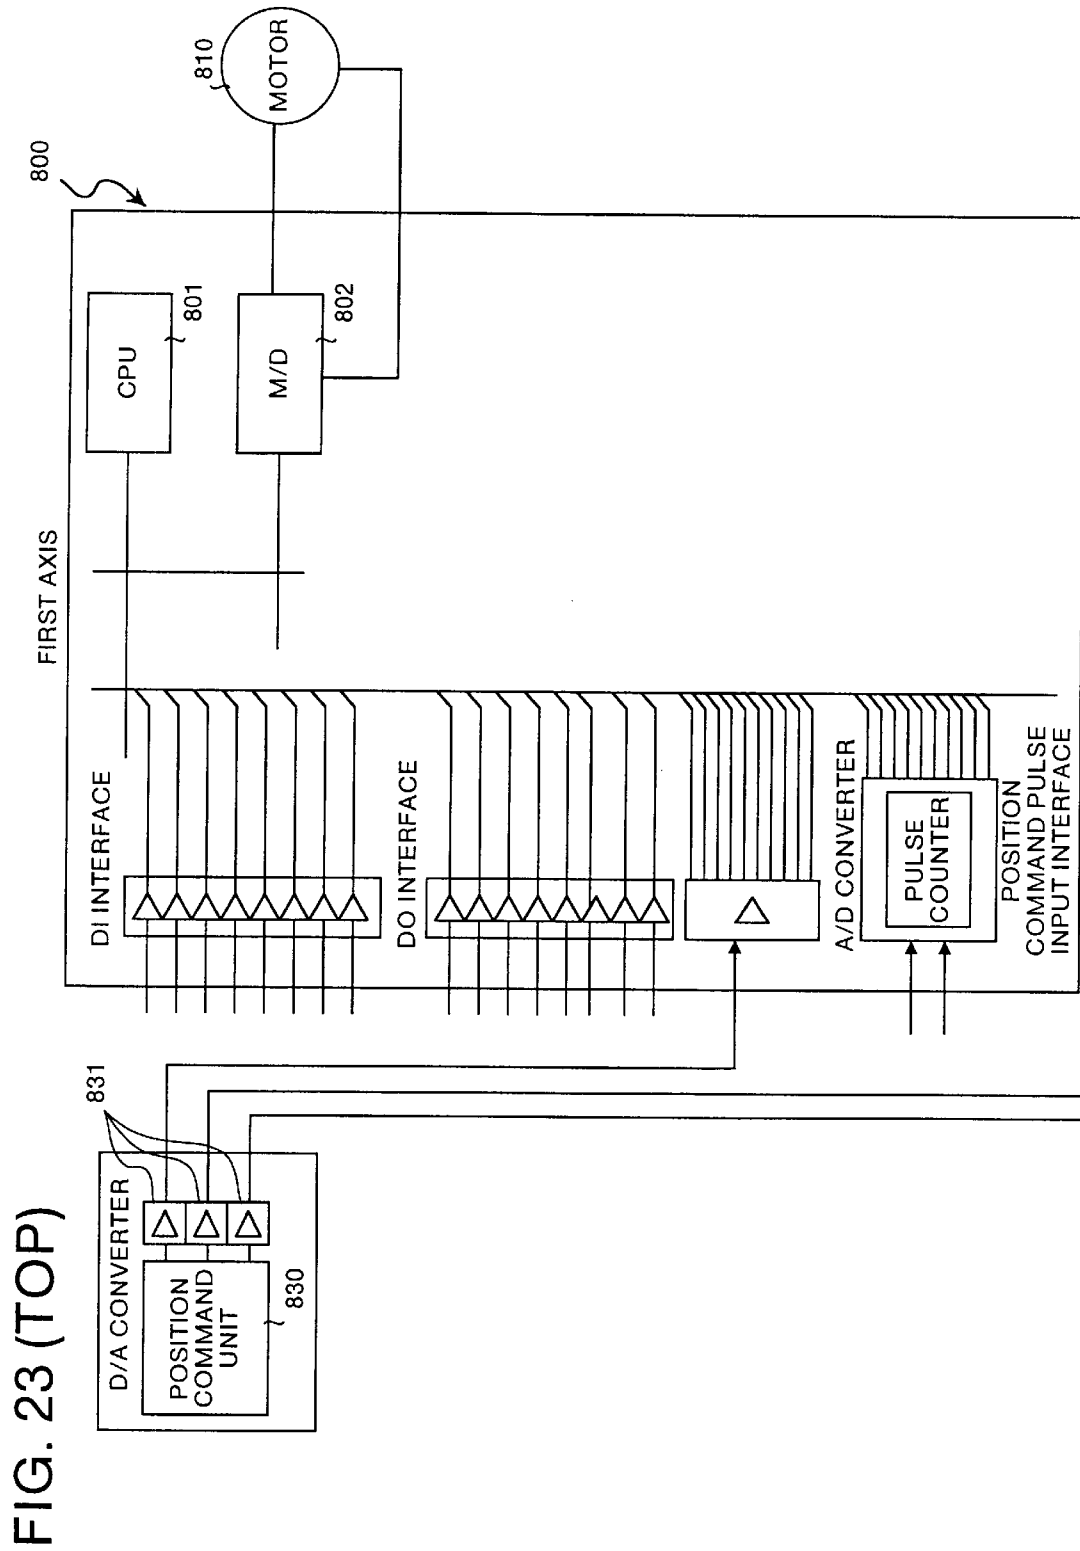 FIG. 23 (TOP)
FIRST AXIS
800
D/A CONVERTER
831
POSITION
COMMAND
UNIT
830
DI INTERFACE
CPU
801
M/D
802
MOTOR
810
DO INTERFACE
A/D CONVERTER
PULSE
COUNTER
POSITION
COMMAND PULSE
INPUT INTERFACE